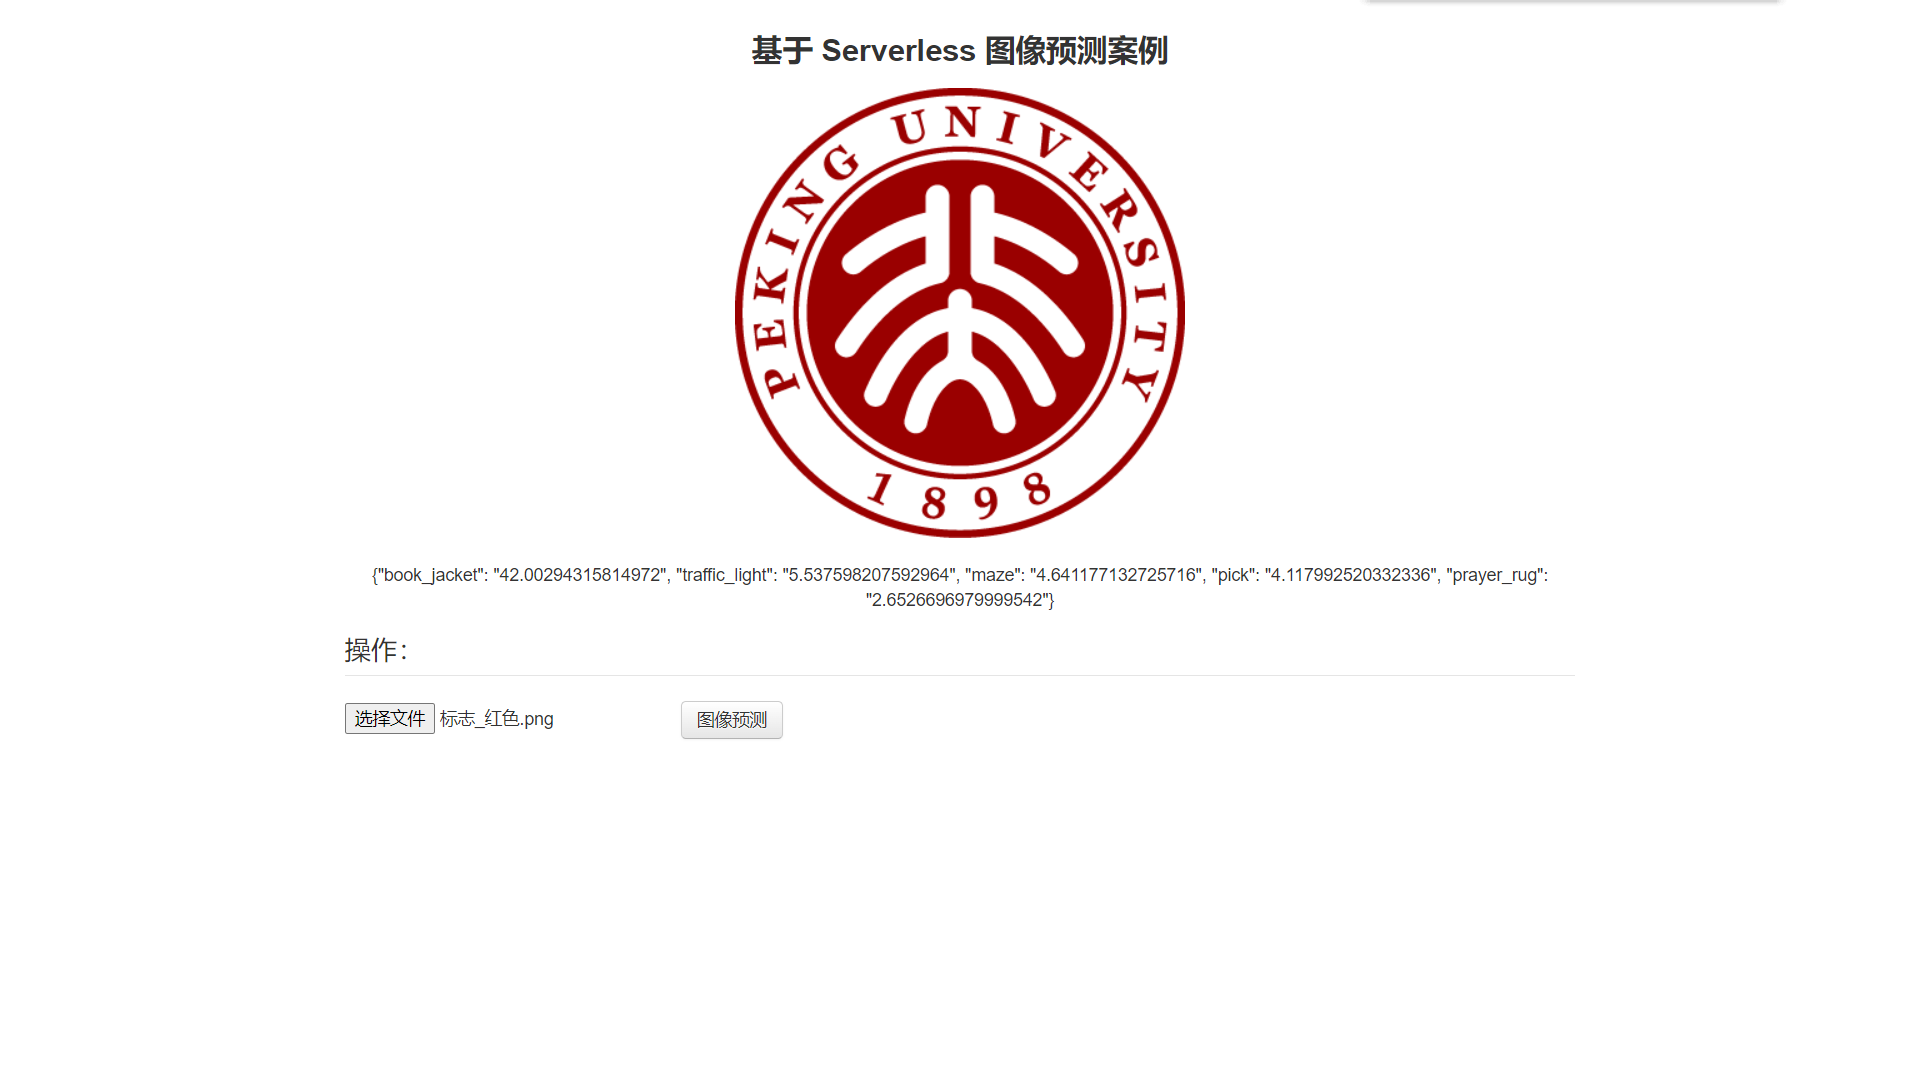 基于 Serverless 图像预测案例
PEKING UNIVERSITY
1898
{"book_jacket": "42.00294315814972", "traffic_light": "5.537598207592964", "maze": "4.641177132725716", "pick": "4.117992520332336", "prayer_rug":
"2.6526696979999542"}
操作：
选择文件 标志_红色.png 图像预测